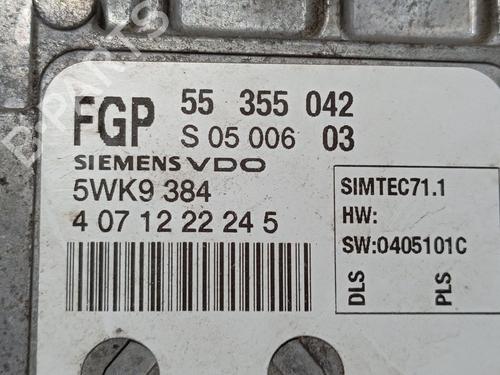 FGP 55 355 042
S 05 006 03
SIEMENS VDO
5WK9 384
4 07 12 22 24 5
SIMTEC71.1
HW:
SW:0405101C
DLS
PLS
B-PARTS